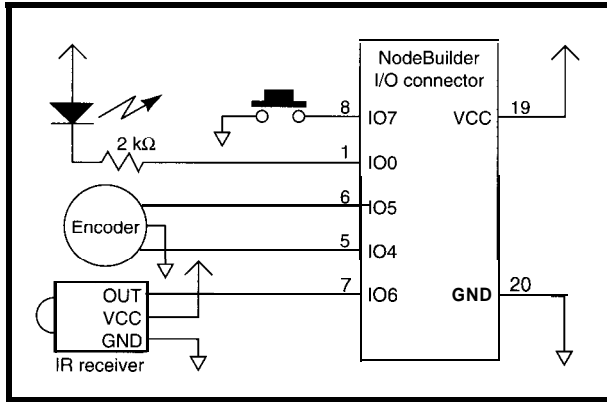 NodeBuilder
I/O connector
8 IO7 VCC 19
2 kΩ
1 IO0
6 IO5
Encoder
5 IO4
OUT 7 IO6 GND 20
VCC
GND
IR receiver